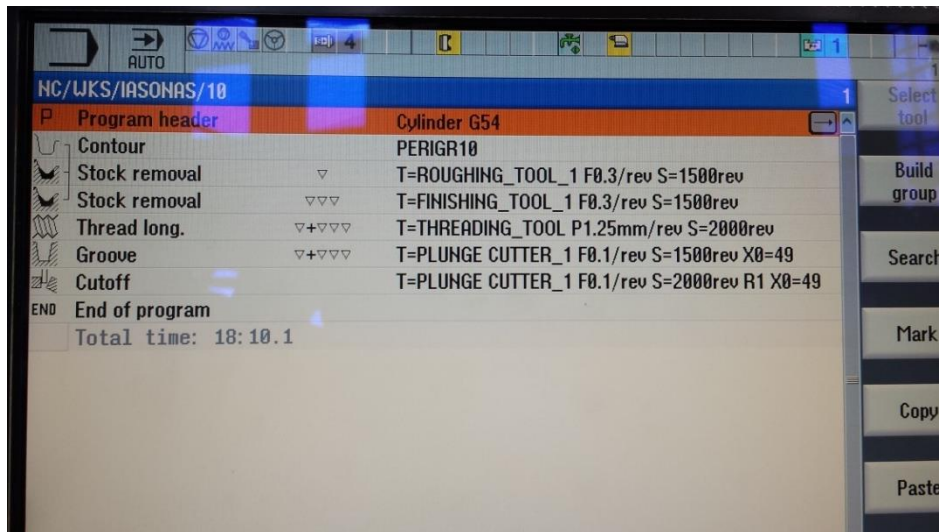 AUTO
4
1
NC/WKS/IASONAS/10
1
Select tool
P Program header Cylinder G54
Contour PERIGR10
Stock removal ▽ T=ROUGHING_TOOL_1 F0.3/rev S=1500rev
Build group
Stock removal ▽▽▽ T=FINISHING_TOOL_1 F0.3/rev S=1500rev
Thread long. ▽+▽▽▽ T=THREADING_TOOL P1.25mm/rev S=2000rev
Groove ▽+▽▽▽ T=PLUNGE CUTTER_1 F0.1/rev S=1500rev X0=49
Search
Cutoff T=PLUNGE CUTTER_1 F0.1/rev S=2000rev R1 X0=49
END End of program
Total time: 18:10.1
Mark
Copy
Paste